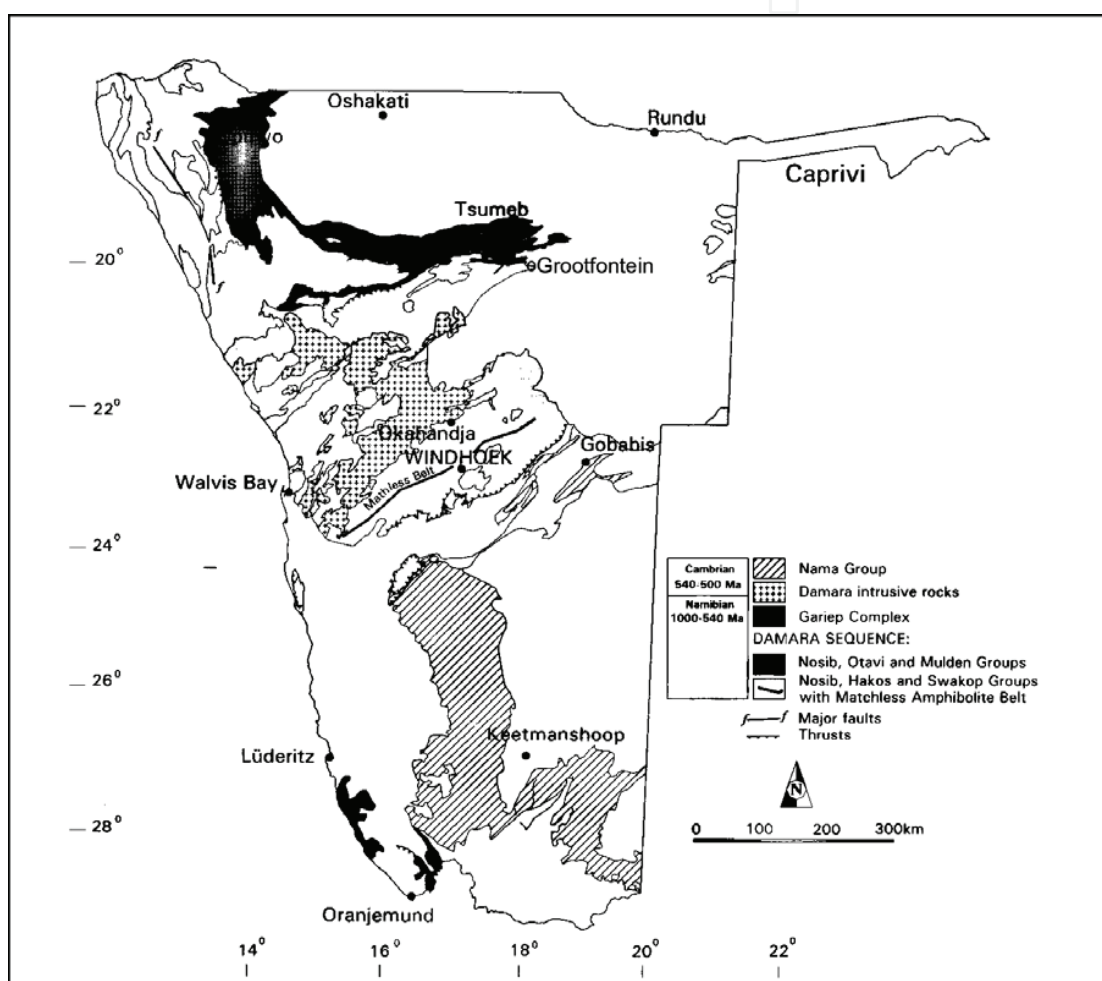 Oshakati
Rundu
Caprivi
Tsumeb
20°
Grootfontein
22°
Okahandja
WINDHOEK
Gobabis
Walvis Bay
Mathless Belt
24°
Cambrian
540-500 Ma
Namibian
1000-540 Ma
Nama Group
Damara intrusive rocks
Gariep Complex
DAMARA SEQUENCE:
Nosib, Otavi and Mulden Groups
Nosib, Hakos and Swakop Groups
with Matchless Amphibolite Belt
f f Major faults
Thrusts
26°
Keetmanshoop
Lüderitz
N
28°
0 100 200 300km
Oranjemund
14° 16° 18° 20° 22°